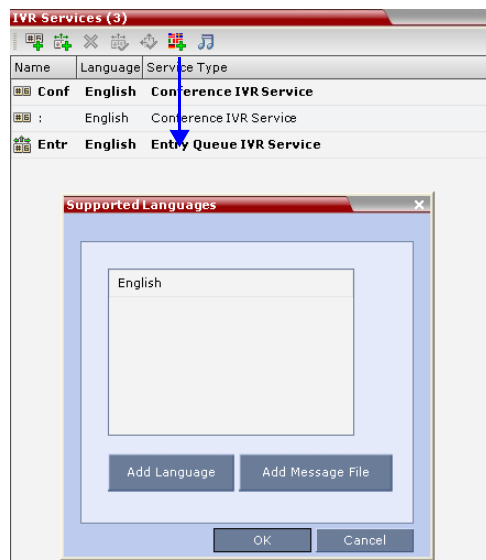 IVR Services (3)
Name Language Service Type
Conf English Conference IVR Service
: English Conference IVR Service
Entr English Entry Queue IVR Service
Supported Languages
English
Add Language Add Message File
OK Cancel